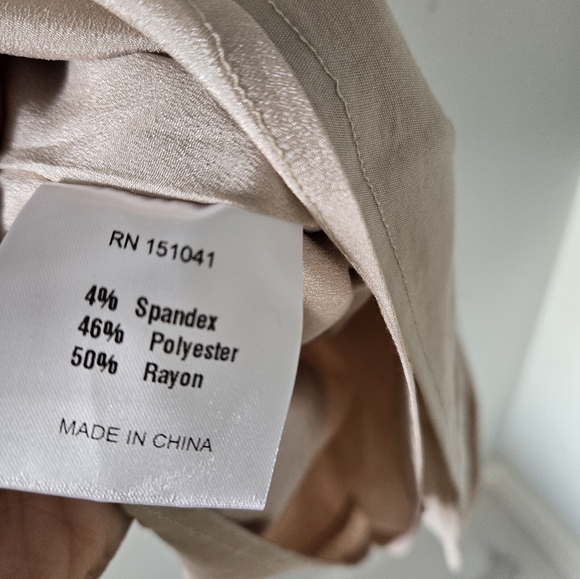 RN 151041
4% Spandex
46% Polyester
50% Rayon
MADE IN CHINA